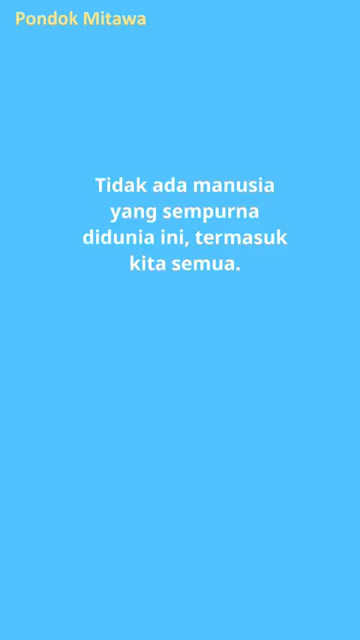 Pondok Mitawa
Tidak ada manusia
yang sempurna
didunia ini, termasuk
kita semua.